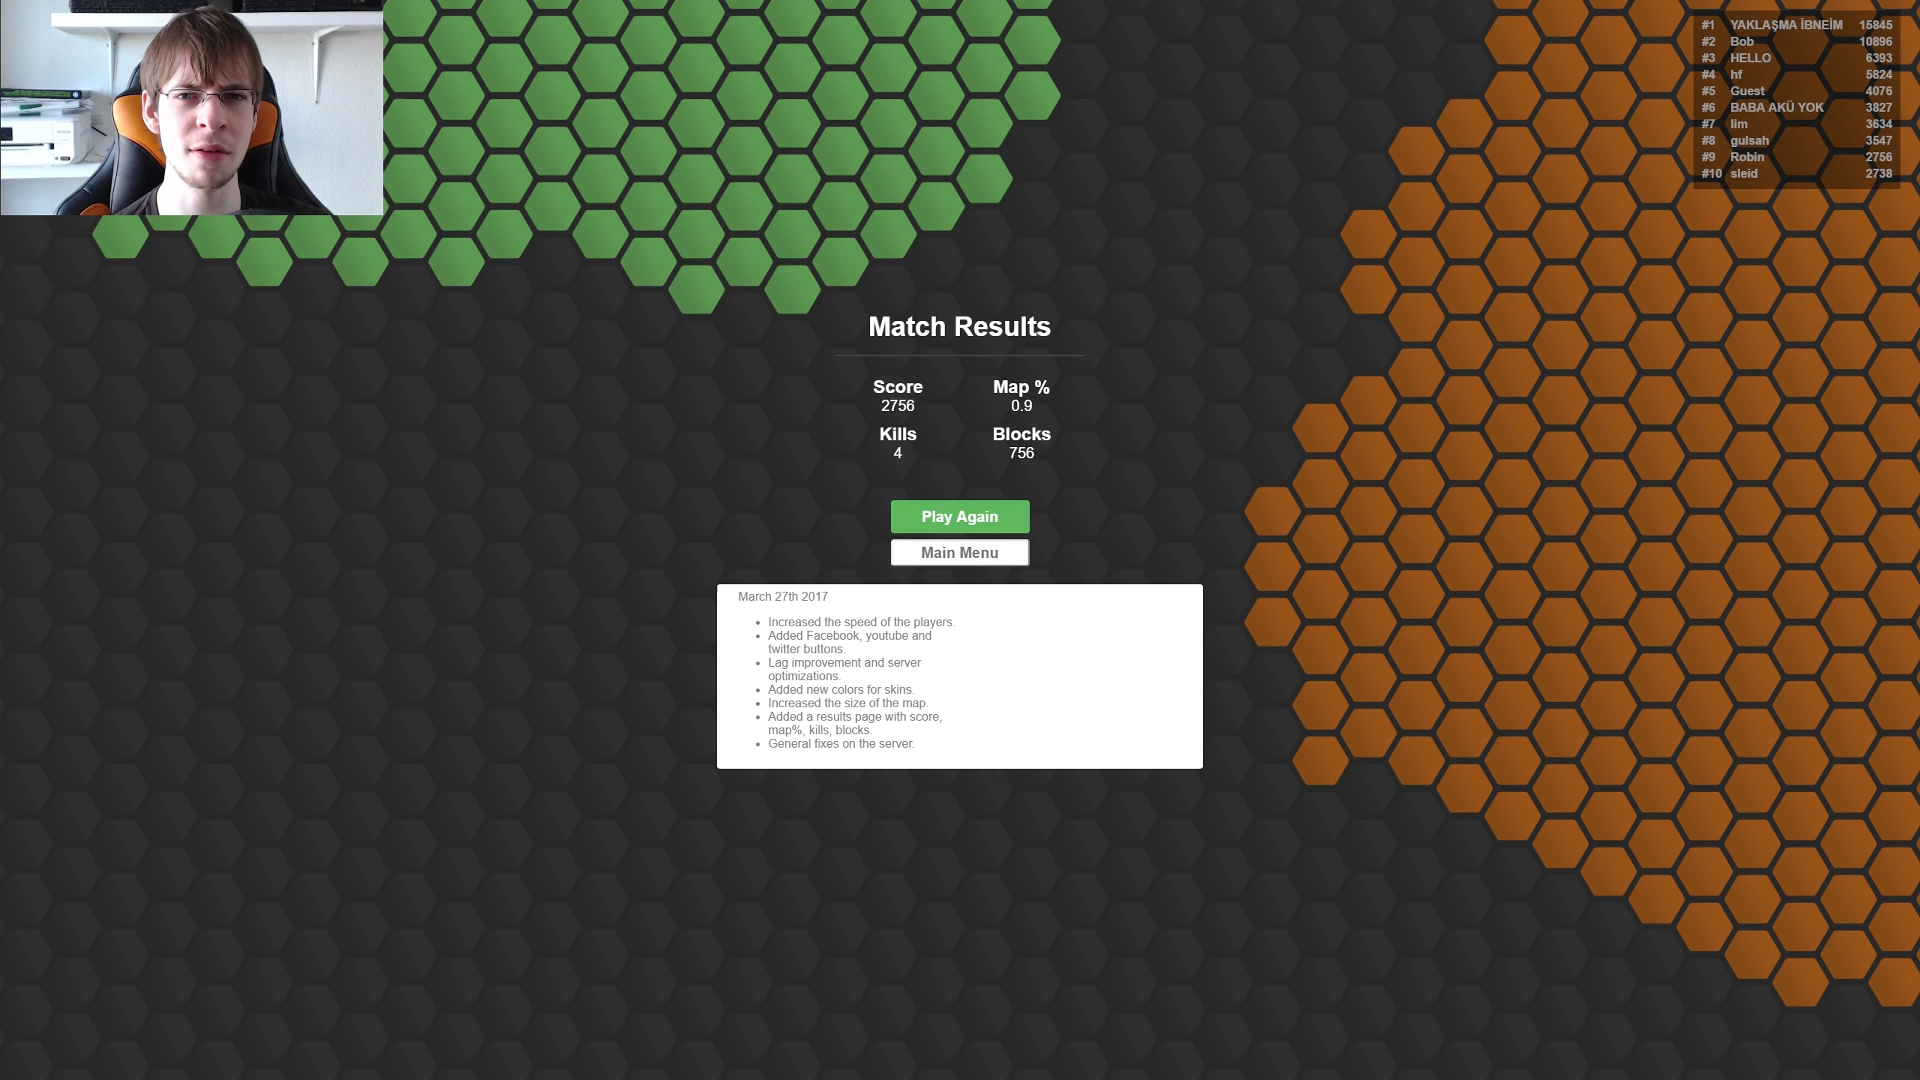 #1 YAKLAŞMA İBNEİM 15845
#2 Bob 10896
#3 HELLO 6393
#4 hf 5824
#5 Guest 4076
#6 BABA AKÜ YOK 3827
#7 lim 3634
#8 gulsah 3547
#9 Robin 2756
#10 sleid 2738
Match Results
Score Map %
2756 0.9
Kills Blocks
4 756
Play Again
Main Menu
March 27th 2017
• Increased the speed of the players.
• Added Facebook, youtube and
twitter buttons.
• Lag improvement and server
optimizations.
• Added new colors for skins.
• Increased the size of the map.
• Added a results page with score,
map%, kills, blocks.
• General fixes on the server.